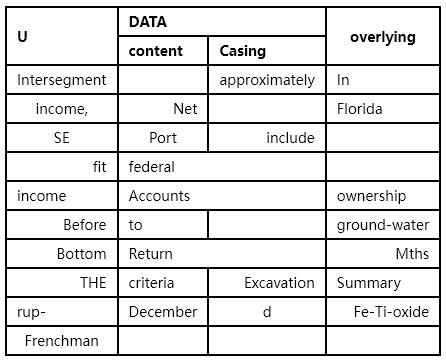 U DATA overlying
content Casing
Intersegment approximately In
income, Net Florida
SE Port include
fit federal
income Accounts ownership
Before to ground-water
Bottom Return Mths
THE criteria Excavation Summary
rup- December d Fe-Ti-oxide
Frenchman